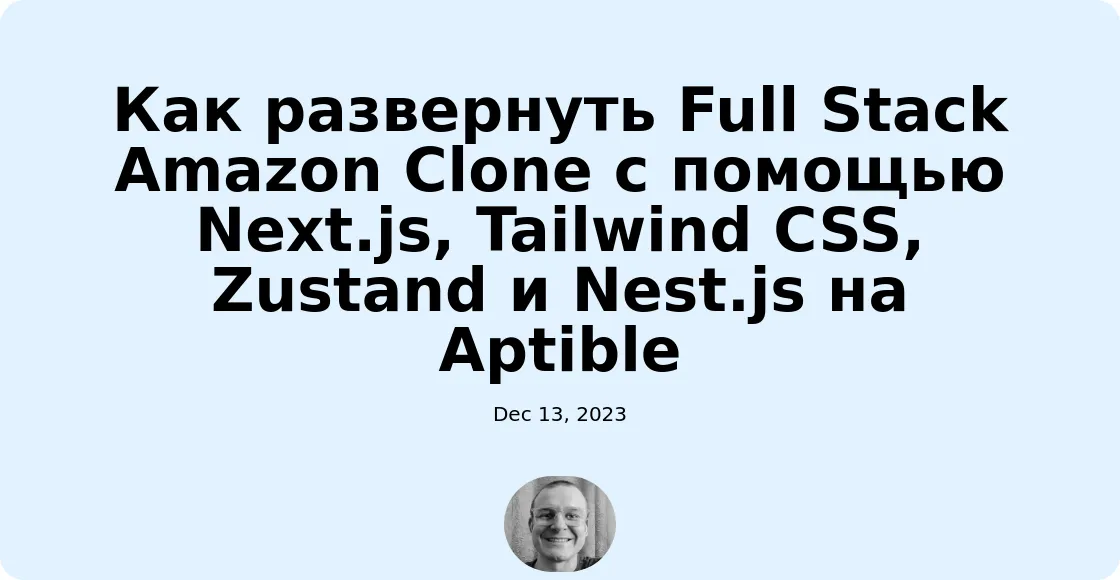 Как развернуть Full Stack
Amazon Clone с помощью
Next.js, Tailwind CSS,
Zustand и Nest.js на
Aptible
Dec 13, 2023